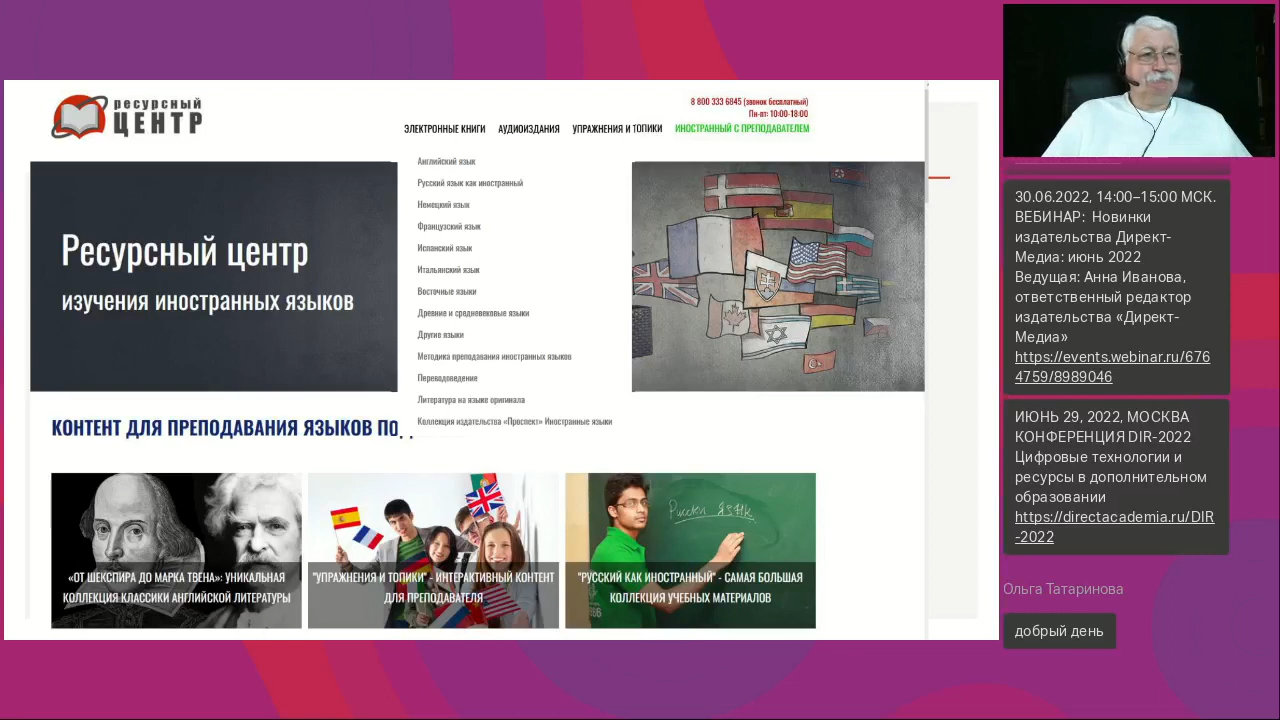 ресурсный
ЦЕНТР
8 800 333 6845 (звонок бесплатный)
Пн-пт: 10:00-18:00
ЭЛЕКТРОННЫЕ КНИГИ АУДИОИЗДАНИЯ УПРАЖНЕНИЯ И ТОПИКИ ИНОСТРАННЫЙ С ПРЕПОДАВАТЕЛЕМ
Английский язык
Русский язык как иностранный
Немецкий язык
Французский язык
Испанский язык
Итальянский язык
Восточные языки
Древние и средневековые языки
Другие языки
Методика преподавания иностранных языков
Переводоведение
Литература на языке оригинала
Коллекция издательства «Проспект» Иностранные языки
Ресурсный центр
изучения иностранных языков
КОНТЕНТ ДЛЯ ПРЕПОДАВАНИЯ ЯЗЫКОВ
Русский язык
«ОТ ШЕКСПИРА ДО МАРКА ТВЕНА»: УНИКАЛЬНАЯ
КОЛЛЕКЦИЯ КЛАССИКИ АНГЛИЙСКОЙ ЛИТЕРАТУРЫ
"УПРАЖНЕНИЯ И ТОПИКИ" - ИНТЕРАКТИВНЫЙ КОНТЕНТ
ДЛЯ ПРЕПОДАВАТЕЛЯ
"РУССКИЙ КАК ИНОСТРАННЫЙ" - САМАЯ БОЛЬШАЯ
КОЛЛЕКЦИЯ УЧЕБНЫХ МАТЕРИАЛОВ
30.06.2022, 14:00–15:00 МСК.
ВЕБИНАР: Новинки
издательства Директ-
Медиа: июнь 2022
Ведущая: Анна Иванова,
ответственный редактор
издательства «Директ-
Медиа»
https://events.webinar.ru/676
4759/8989046
ИЮНЬ 29, 2022, МОСКВА
КОНФЕРЕНЦИЯ DIR-2022
Цифровые технологии и
ресурсы в дополнительном
образовании
https://directacademia.ru/DIR
-2022
Ольга Татаринова
добрый день